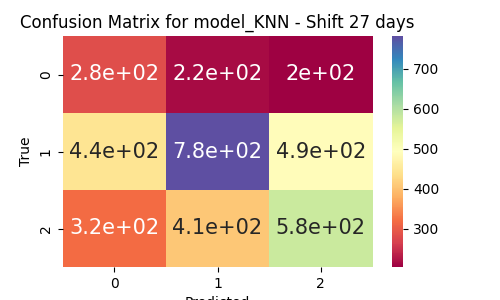 Confusion Matrix for model_KNN - Shift 27 days
0 2.8e+02 2.2e+02 2e+02
1 4.4e+02 7.8e+02 4.9e+02
2 3.2e+02 4.1e+02 5.8e+02
True
0 1 2
Predicted
700
600
500
400
300